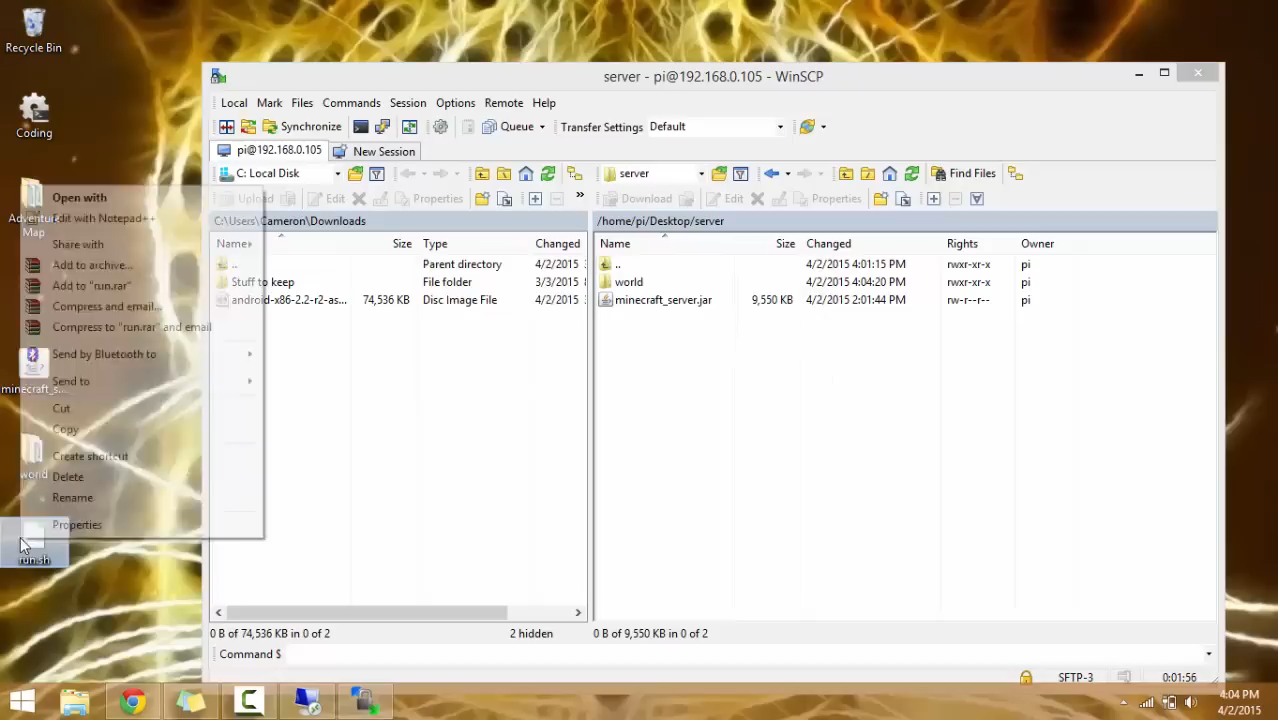 Recycle Bin
Coding
Adventure
Map
minecraft_s...
world
run.sh
Open with
Edit with Notepad++
Share with
Add to archive...
Add to "run.rar"
Compress and email...
Compress to "run.rar" and email
Send by Bluetooth to
Send to
Cut
Copy
Create shortcut
Delete
Rename
Properties
server - pi@192.168.0.105 - WinSCP
Local Mark Files Commands Session Options Remote Help
Synchronize Queue Transfer Settings Default
pi@192.168.0.105 New Session
C: Local Disk server Find Files
Upload Edit Properties » Download Edit Properties
C:\Users\Cameron\Downloads /home/pi/Desktop/server
Name Size Type Changed Name Size Changed Rights Owner
.. Parent directory 4/2/2015 .. 4/2/2015 4:01:15 PM rwxr-xr-x pi
Stuff to keep File folder 3/3/2015 world 4/2/2015 4:04:20 PM rwxr-xr-x pi
android-x86-2.2-r2-as... 74,536 KB Disc Image File 4/2/2015 minecraft_server.jar 9,550 KB 4/2/2015 2:01:44 PM rw-r--r-- pi
0 B of 74,536 KB in 0 of 2 2 hidden 0 B of 9,550 KB in 0 of 2
Command $
SFTP-3 0:01:56
4:04 PM
4/2/2015